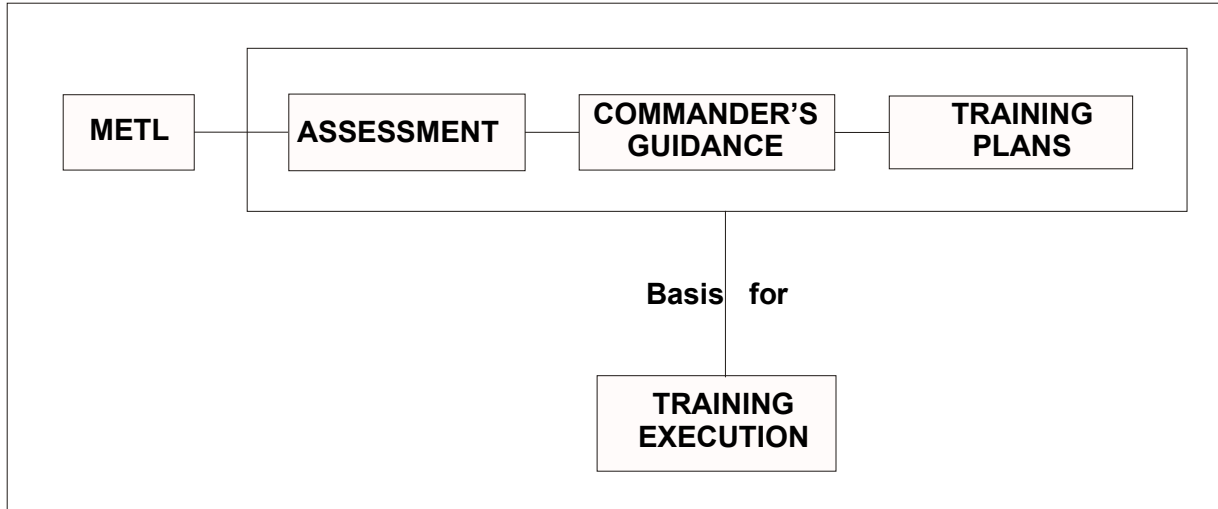 METL
ASSESSMENT
COMMANDER’S
GUIDANCE
TRAINING
PLANS
Basis for
TRAINING
EXECUTION